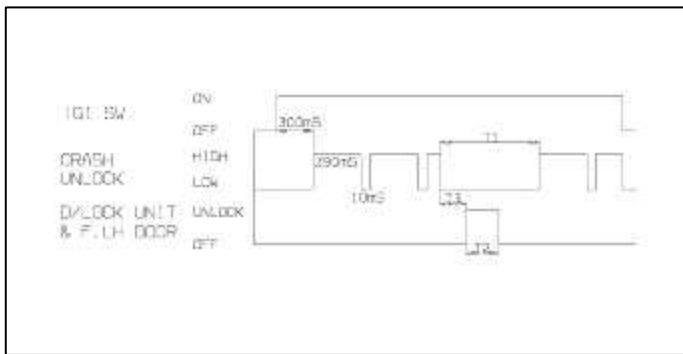 ON
IGI SW
OFF
300mS
CRASH UNLOCK
HIGH
T1
290mS
LOW
10mS
D/LOCK UNIT & F.LH DOOR
UNLOCK
T3
OFF
T2